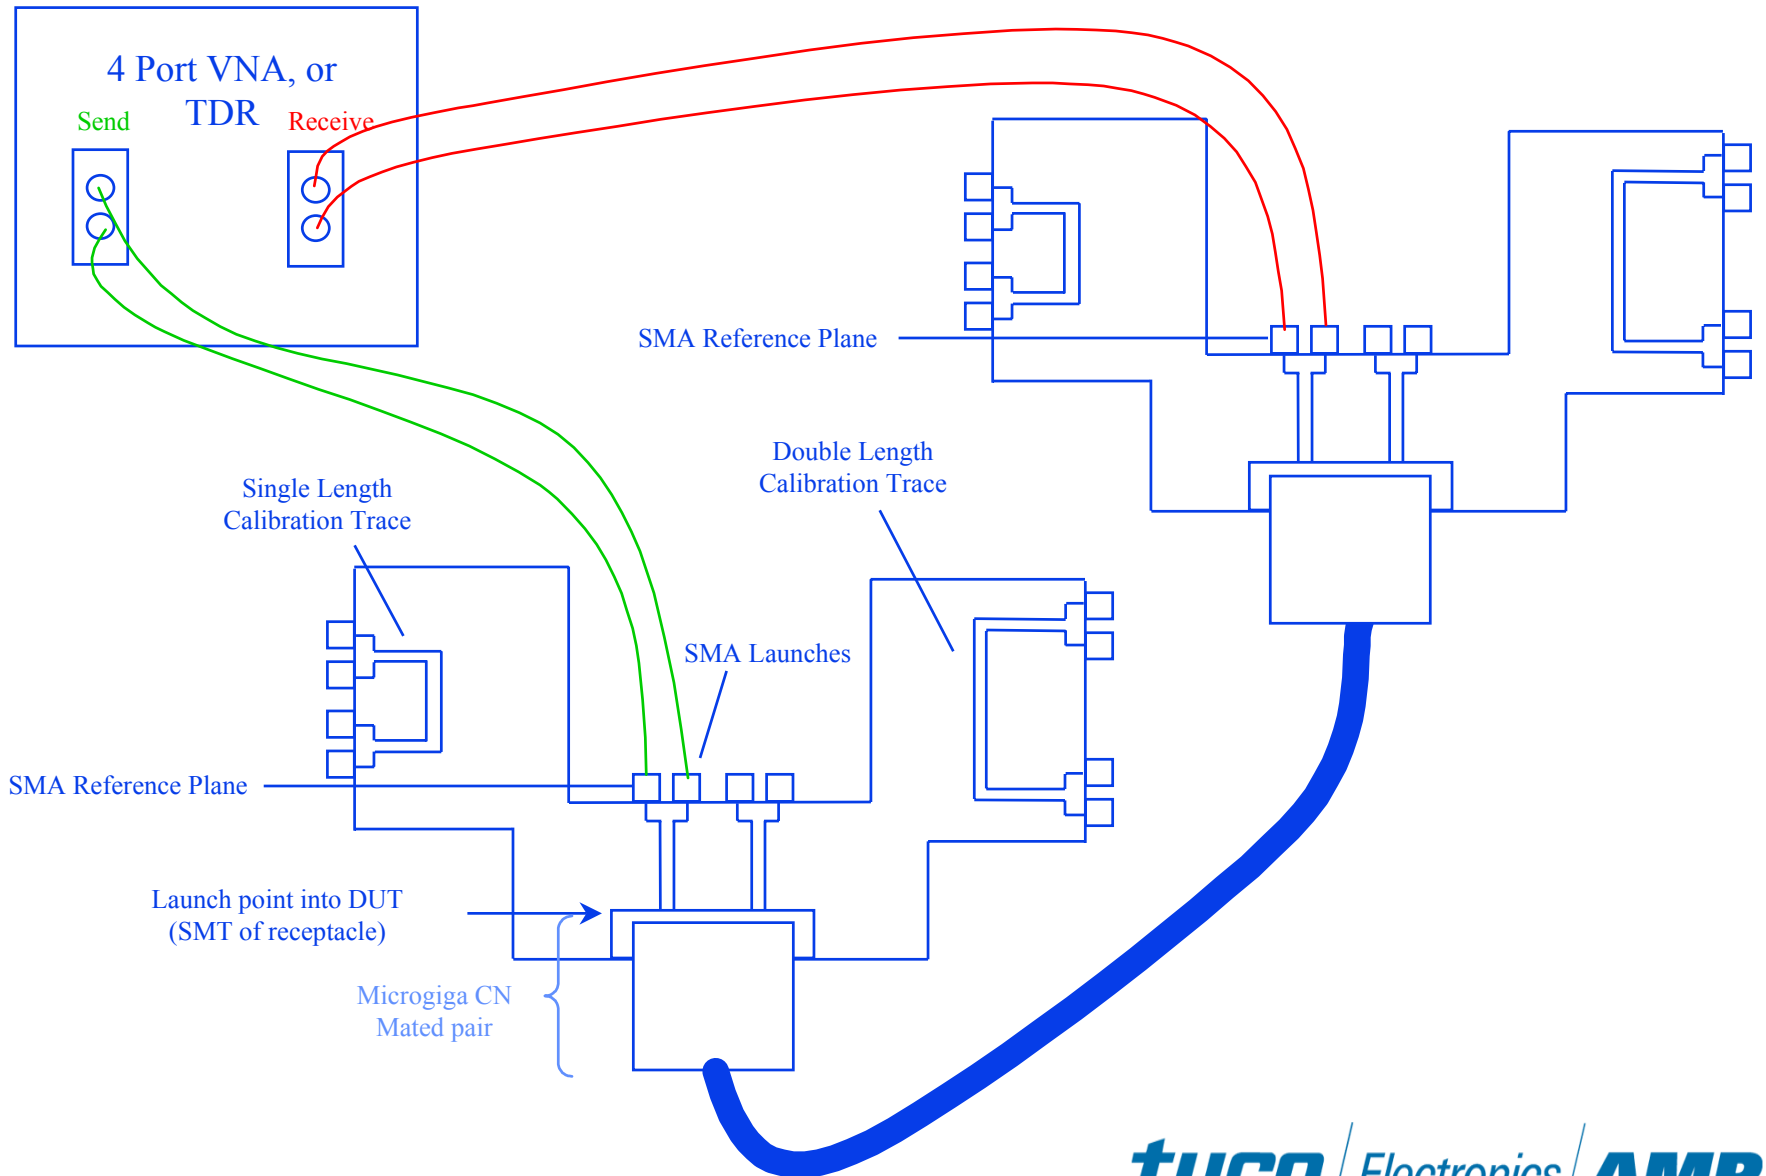 4 Port VNA, or
TDR
Send
Receive
SMA Reference Plane
Double Length
Calibration Trace
Single Length
Calibration Trace
SMA Launches
SMA Reference Plane
Launch point into DUT
(SMT of receptacle)
Microgiga CN
Mated pair
tyco / Electronics / AMP